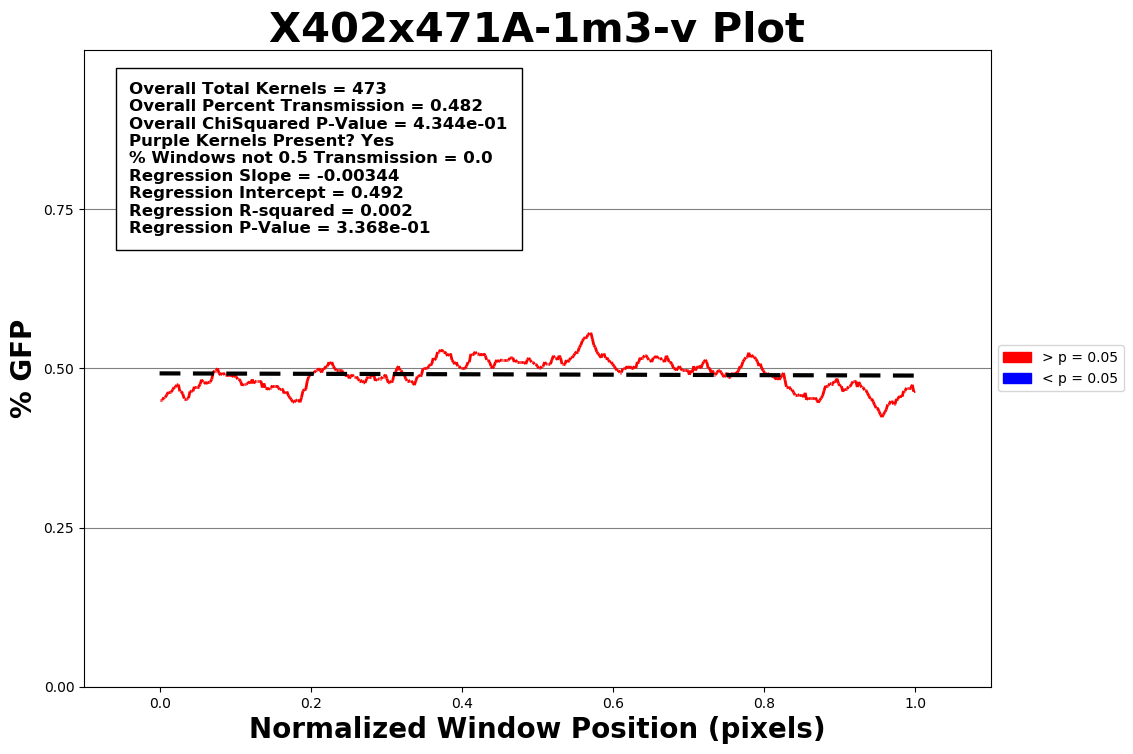 X402x471A-1m3-v Plot
Overall Total Kernels = 473
Overall Percent Transmission = 0.482
Overall ChiSquared P-Value = 4.344e-01
Purple Kernels Present? Yes
% Windows not 0.5 Transmission = 0.0
Regression Slope = -0.00344
Regression Intercept = 0.492
Regression R-squared = 0.002
Regression P-Value = 3.368e-01
% GFP
0.75
0.50
0.25
0.00
> p = 0.05
< p = 0.05
0.0 0.2 0.4 0.6 0.8 1.0
Normalized Window Position (pixels)